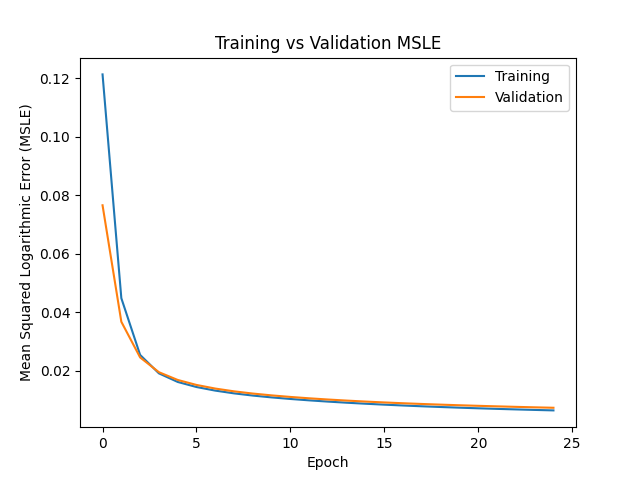 Training vs Validation MSLE
Training
Validation
0.12
0.10
0.08
0.06
0.04
0.02
Mean Squared Logarithmic Error (MSLE)
0
5
10
15
20
25
Epoch